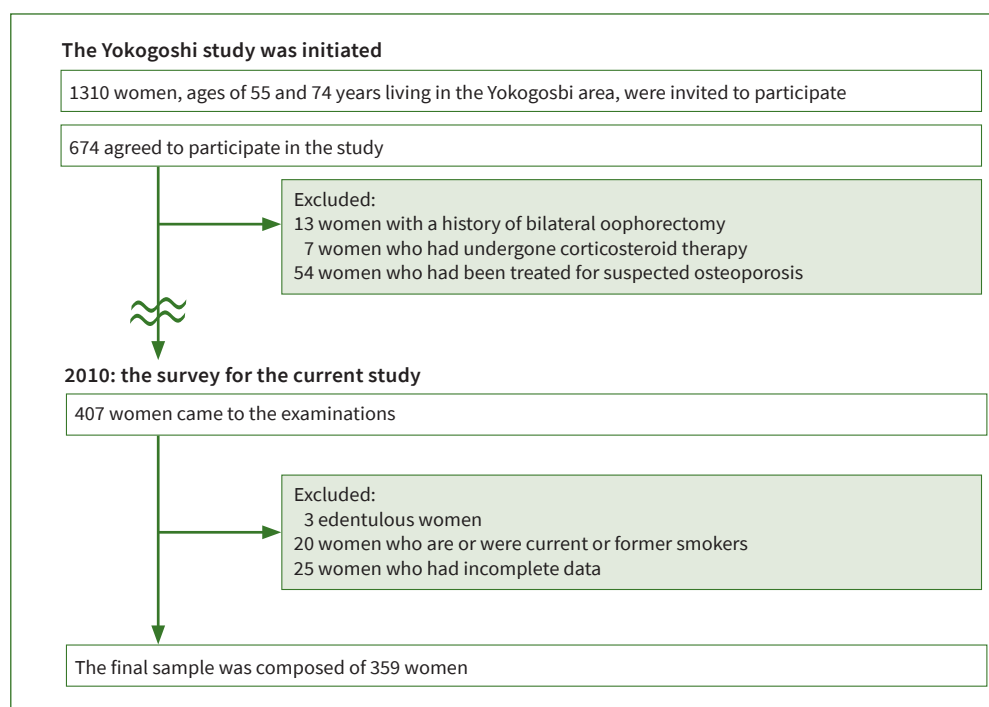 The Yokogoshi study was initiated
1310 women, ages of 55 and 74 years living in the Yokogosbi area, were invited to participate
674 agreed to participate in the study
Excluded:
13 women with a history of bilateral oophorectomy
7 women who had undergone corticosteroid therapy
54 women who had been treated for suspected osteoporosis
2010: the survey for the current study
407 women came to the examinations
Excluded:
3 edentulous women
20 women who are or were current or former smokers
25 women who had incomplete data
The final sample was composed of 359 women